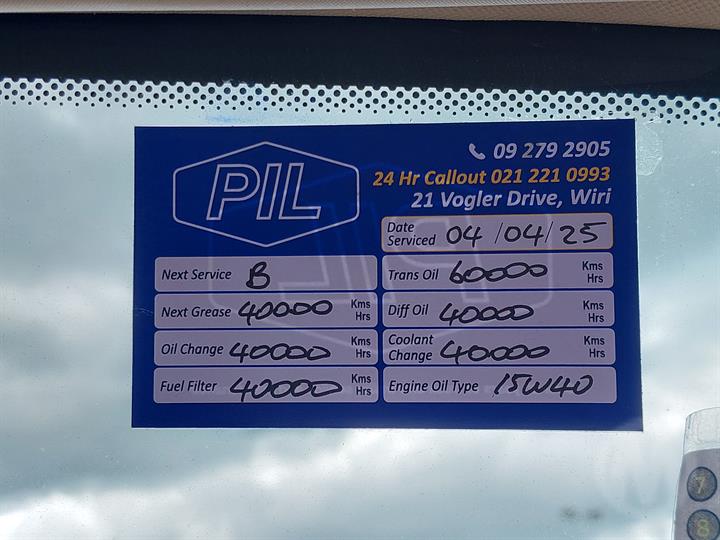 PIL
09 279 2905
24 Hr Callout 021 221 0993
21 Vogler Drive, Wiri
Date Serviced 04/04/25
Next Service B
Trans Oil 60000 Kms Hrs
Next Grease 40000 Kms Hrs
Diff Oil 40000 Kms Hrs
Oil Change 40000 Kms Hrs
Coolant Change 40000 Kms Hrs
Fuel Filter 40000 Kms Hrs
Engine Oil Type 15W40
7
8